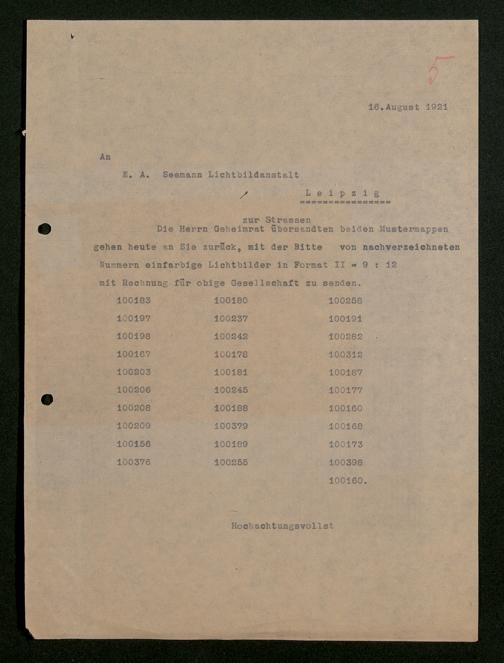 5
16.August 1921
An
E. A. Seemann Lichtbildanstalt
L e i p z i g
zur Strassen
Die Herrn Geheimrat übersandten beiden Mustermappen
gehen heute an Sie zurück, mit der Bitte von nachverzeichneten
Nummern einfarbige Lichtbilder in Format II = 9 : 12
mit Rechnung für obige Gesellschaft zu senden.
100183 100180 100258
100197 100237 100191
100198 100242 100282
100167 100178 100312
100203 100181 100187
100206 100245 100177
100208 100188 100160
100209 100379 100168
100156 100189 100173
100376 100255 100398
100160.
Hochachtungsvollst